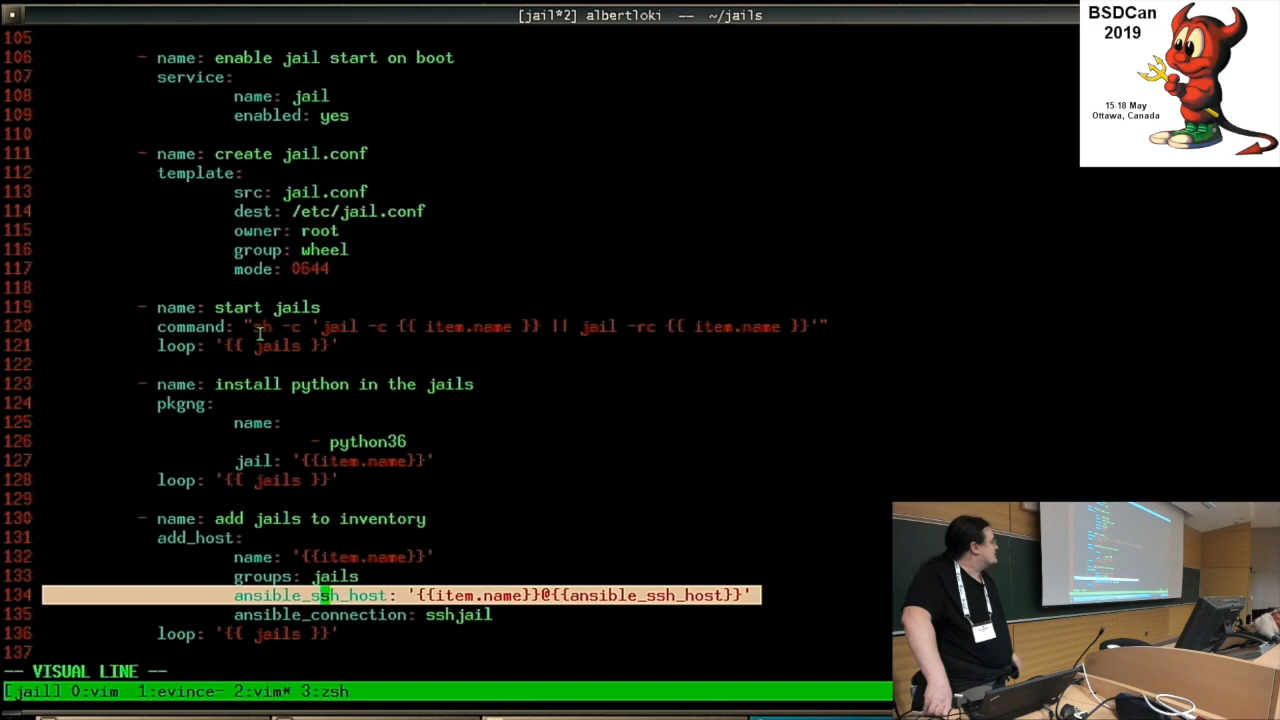 [jail*2] albertloki -- ~/jails
BSDCan
2019
15-18 May
Ottawa, Canada
105
106 - name: enable jail start on boot
107 service:
108 name: jail
109 enabled: yes
110
111 - name: create jail.conf
112 template:
113 src: jail.conf
114 dest: /etc/jail.conf
115 owner: root
116 group: wheel
117 mode: 0644
118
119 - name: start jails
120 command: "sh -c 'jail -c {{ item.name }} || jail -rc {{ item.name }}'"
121 loop: '{{ jails }}'
122
123 - name: install python in the jails
124 pkgng:
125 name:
126 - python36
127 jail: '{{item.name}}'
128 loop: '{{ jails }}'
129
130 - name: add jails to inventory
131 add_host:
132 name: '{{item.name}}'
133 groups: jails
134 ansible_ssh_host: '{{item.name}}@{{ansible_ssh_host}}'
135 ansible_connection: sshjail
136 loop: '{{ jails }}'
137
-- VISUAL LINE --
[jail] 0:vim 1:evince- 2:vim* 3:zsh